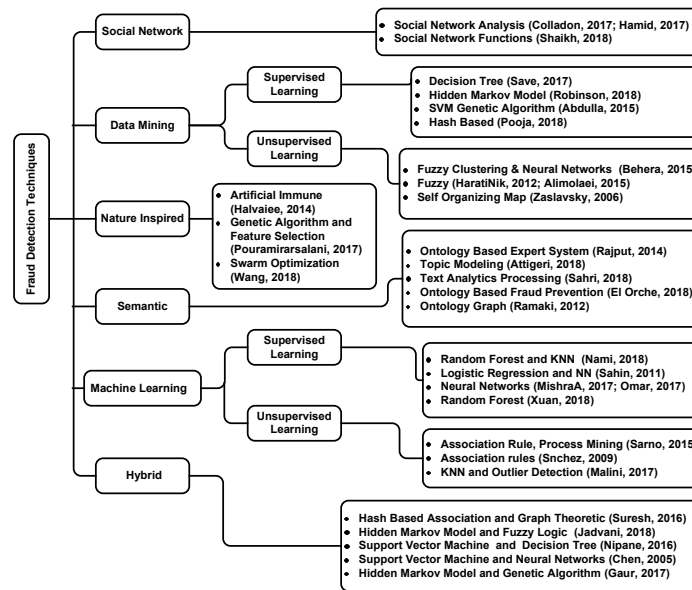 Fraud Detection Techniques
Social Network
• Social Network Analysis (Colladon, 2017; Hamid, 2017)
• Social Network Functions (Shaikh, 2018)
Data Mining
Supervised
Learning
• Decision Tree (Save, 2017)
• Hidden Markov Model (Robinson, 2018)
• SVM Genetic Algorithm (Abdulla, 2015)
• Hash Based (Pooja, 2018)
Unsupervised
Learning
• Fuzzy Clustering & Neural Networks (Behera, 2015
• Fuzzy (HaratiNik, 2012; Alimolaei, 2015)
• Self Organizing Map (Zaslavsky, 2006)
Nature Inspired
• Artificial Immune
(Halvaiee, 2014)
• Genetic Algorithm and
Feature Selection
(Pouramirarsalani, 2017)
• Swarm Optimization
(Wang, 2018)
Semantic
• Ontology Based Expert System (Rajput, 2014)
• Topic Modeling (Attigeri, 2018)
• Text Analytics Processing (Sahri, 2018)
• Ontology Based Fraud Prevention (El Orche, 2018)
• Ontology Graph (Ramaki, 2012)
Machine Learning
Supervised
Learning
• Random Forest and KNN (Nami, 2018)
• Logistic Regression and NN (Sahin, 2011)
• Neural Networks (MishraA, 2017; Omar, 2017)
• Random Forest (Xuan, 2018)
Unsupervised
Learning
• Association Rule, Process Mining (Sarno, 2015
• Association rules (Snchez, 2009)
• KNN and Outlier Detection (Malini, 2017)
Hybrid
• Hash Based Association and Graph Theoretic (Suresh, 2016)
• Hidden Markov Model and Fuzzy Logic (Jadvani, 2018)
• Support Vector Machine and Decision Tree (Nipane, 2016)
• Support Vector Machine and Neural Networks (Chen, 2005)
• Hidden Markov Model and Genetic Algorithm (Gaur, 2017)